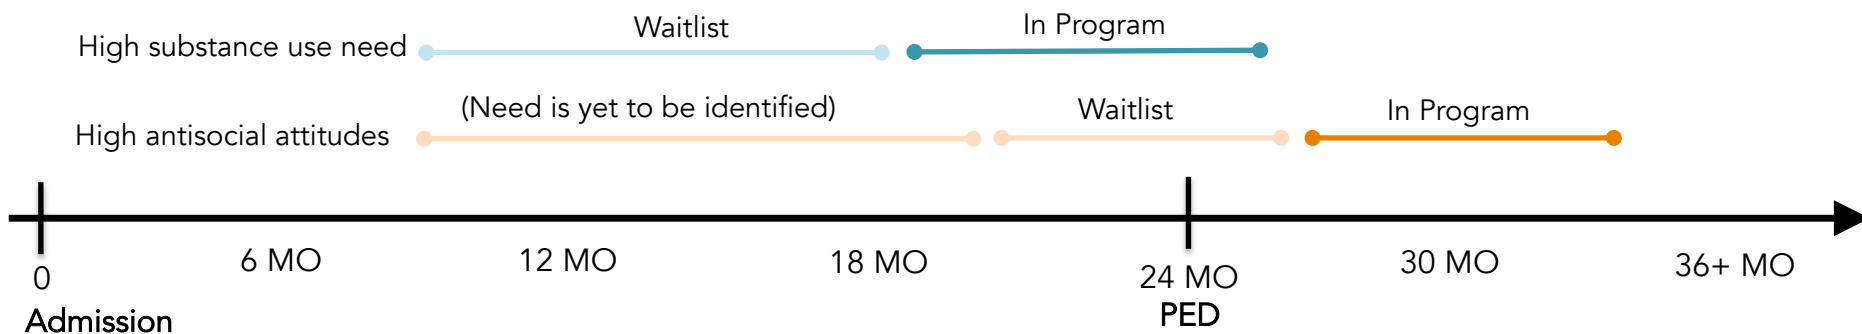 High substance use need
Waitlist
In Program
High antisocial attitudes
(Need is yet to be identified)
Waitlist
In Program
0
6 MO
12 MO
18 MO
24 MO
30 MO
36+ MO
Admission
PED